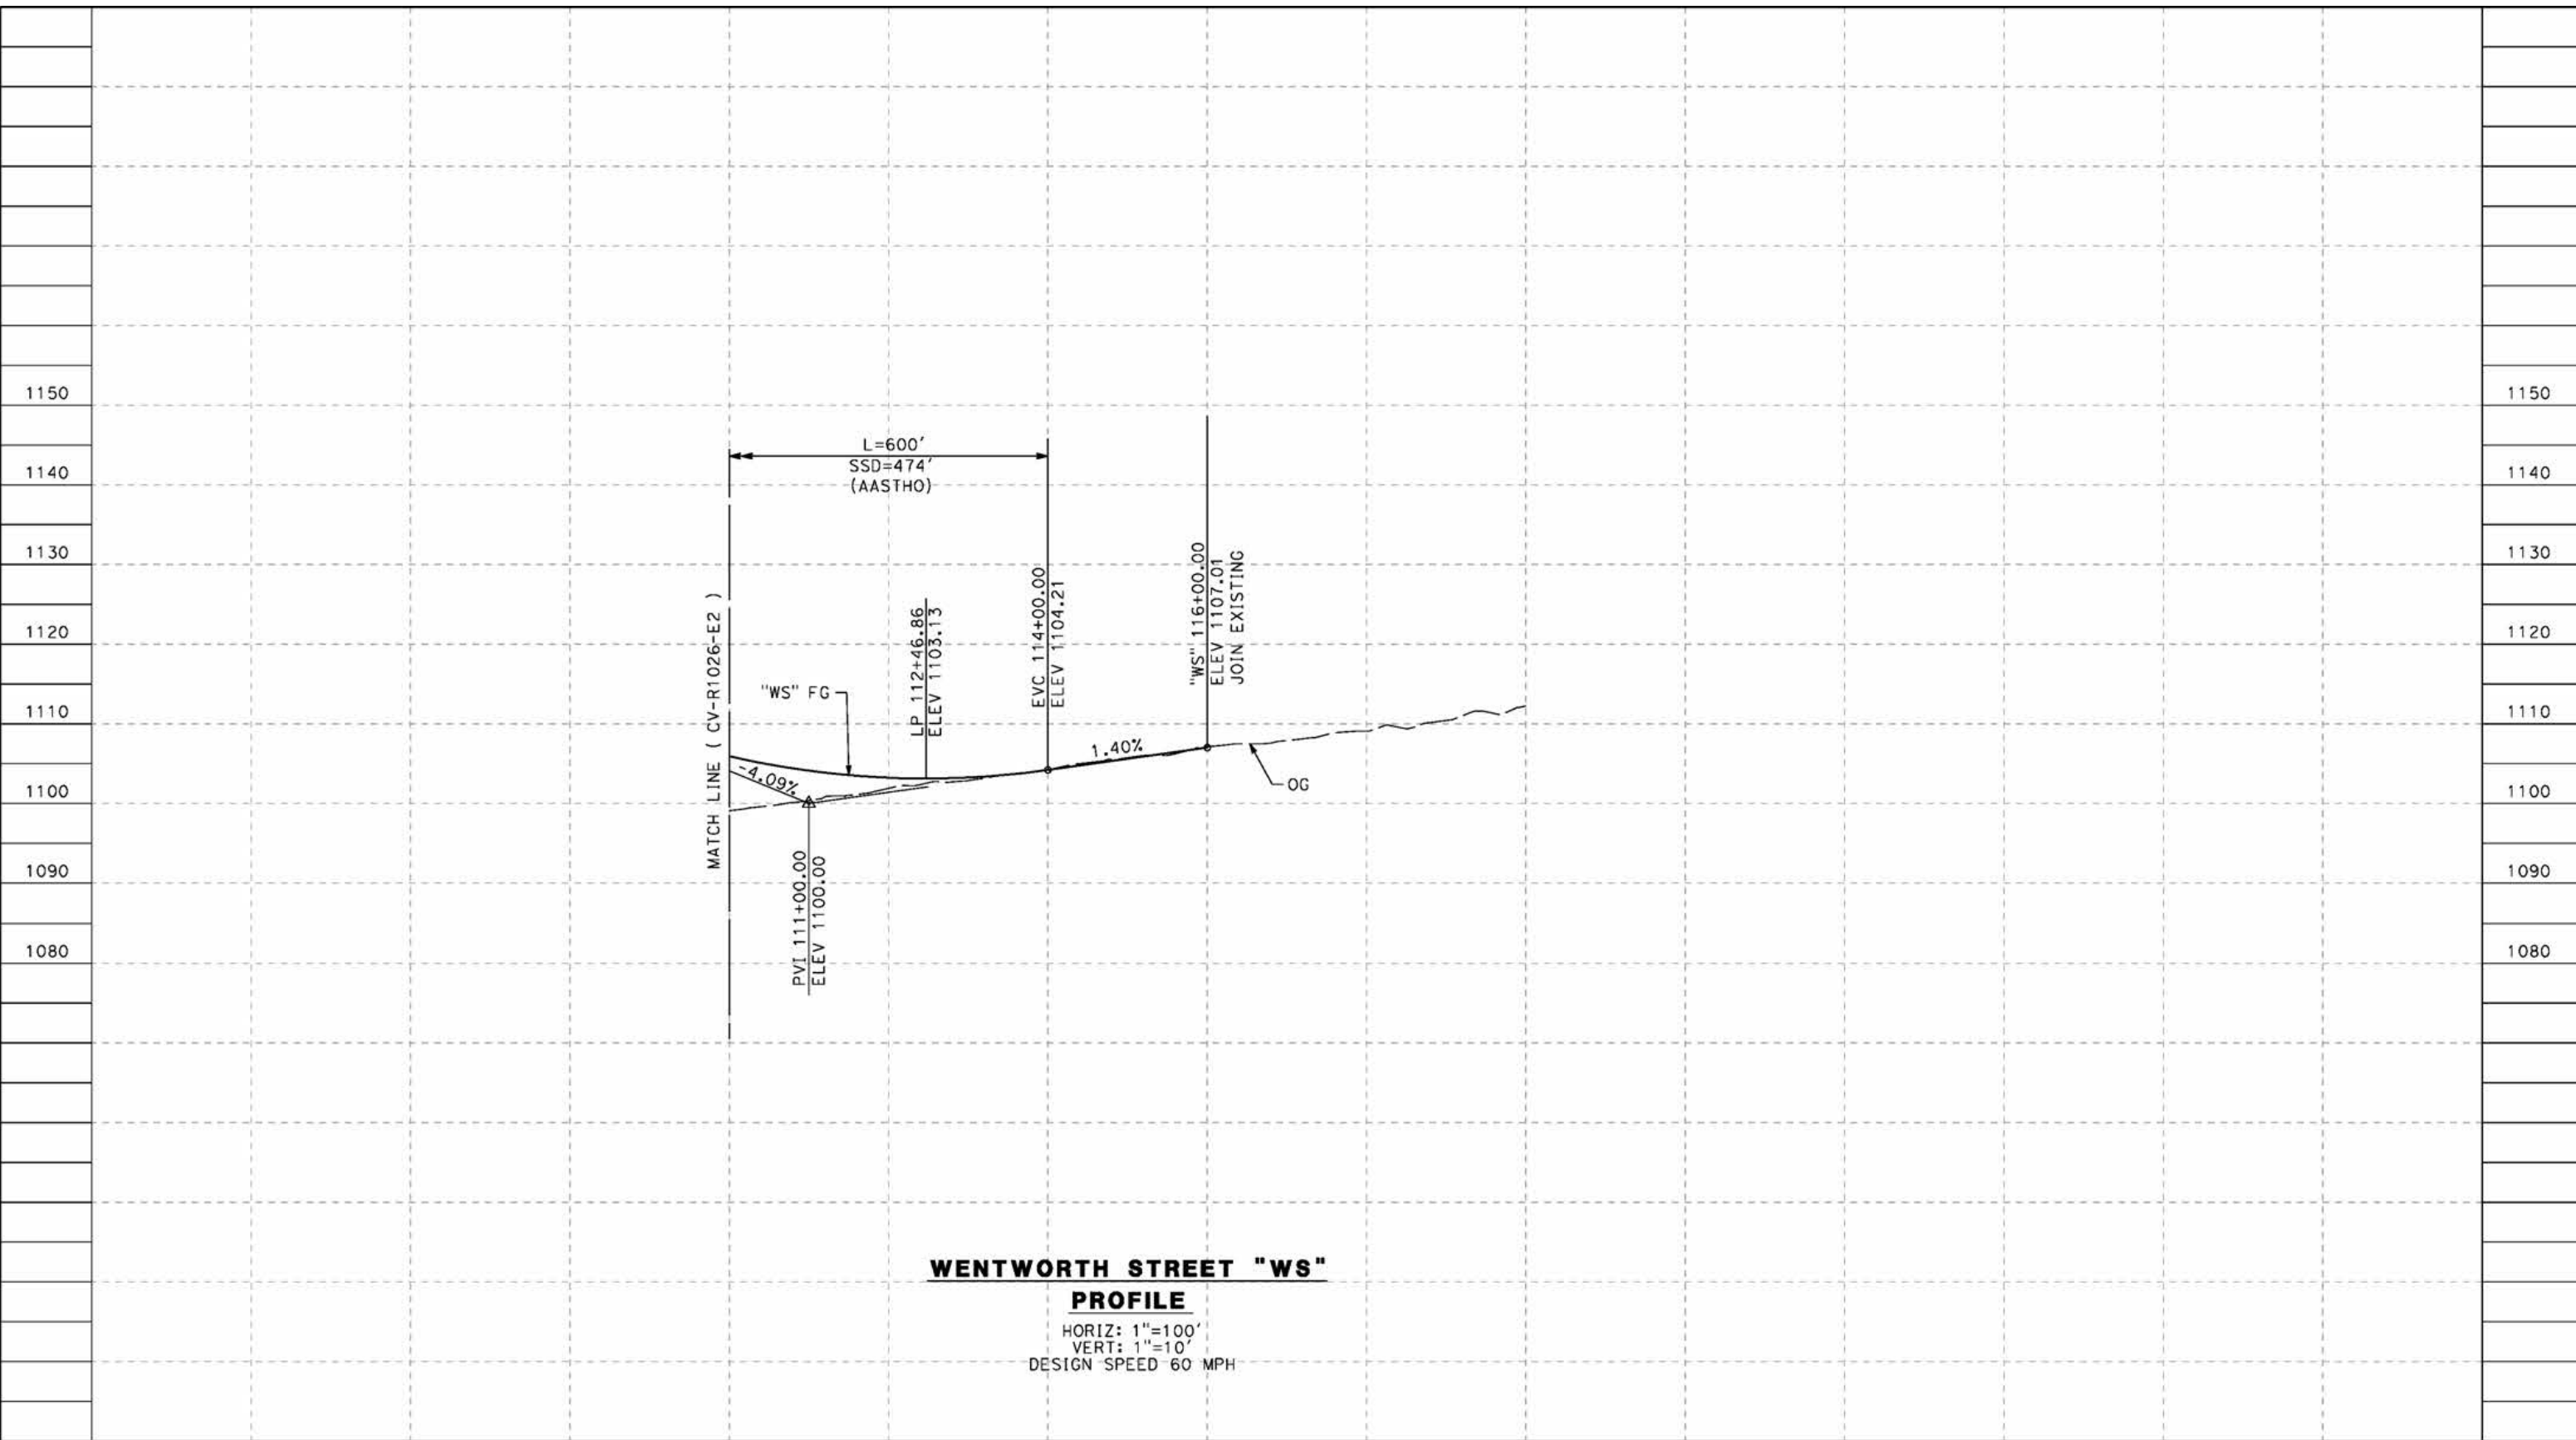 1150
1140
1130
1120
1110
1100
1090
1080
L=600'
SSD=474'
(AASTHO)
MATCH LINE ( CV-R1026-E2 )
"WS" FG
-4.09%
PVI 111+00.00
ELEV 1100.00
LP 112+46.86
ELEV 1103.13
EVC 114+00.00
ELEV 1104.21
1.40%
"WS" 116+00.00
ELEV 1107.01
JOIN EXISTING
OG
1150
1140
1130
1120
1110
1100
1090
1080
WENTWORTH STREET "WS"
PROFILE
HORIZ: 1"=100'
VERT: 1"=10'
DESIGN SPEED 60 MPH